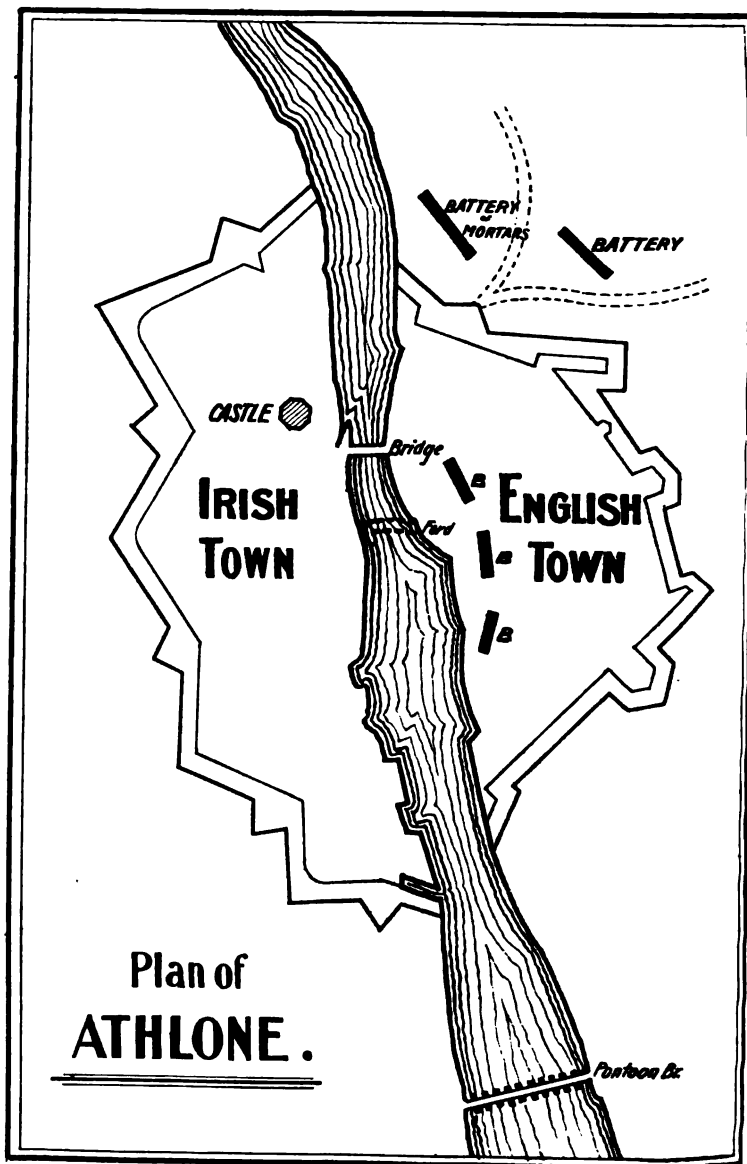 BATTERY
OF
MORTARS
BATTERY
CASTLE
Bridge
IRISH
TOWN
B
ENGLISH
TOWN
Ford
B
B
Plan of
ATHLONE.
Pontoon Br.